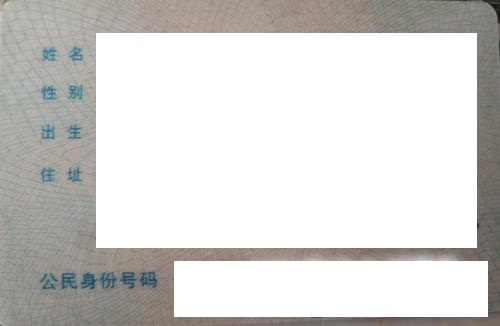 姓 名
性 别
出 生
住 址
公民身份号码